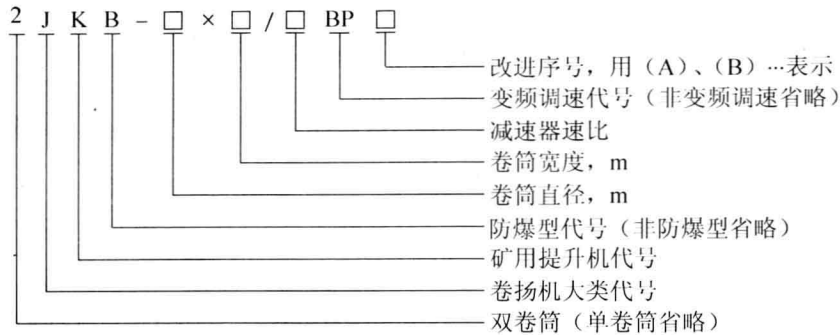 2 J K B - □ × □ / □ BP □
改进序号，用（A）、（B）…表示
变频调速代号（非变频调速省略）
减速器速比
卷筒宽度，m
卷筒直径，m
防爆型代号（非防爆型省略）
矿用提升机代号
卷扬机大类代号
双卷筒（单卷筒省略）